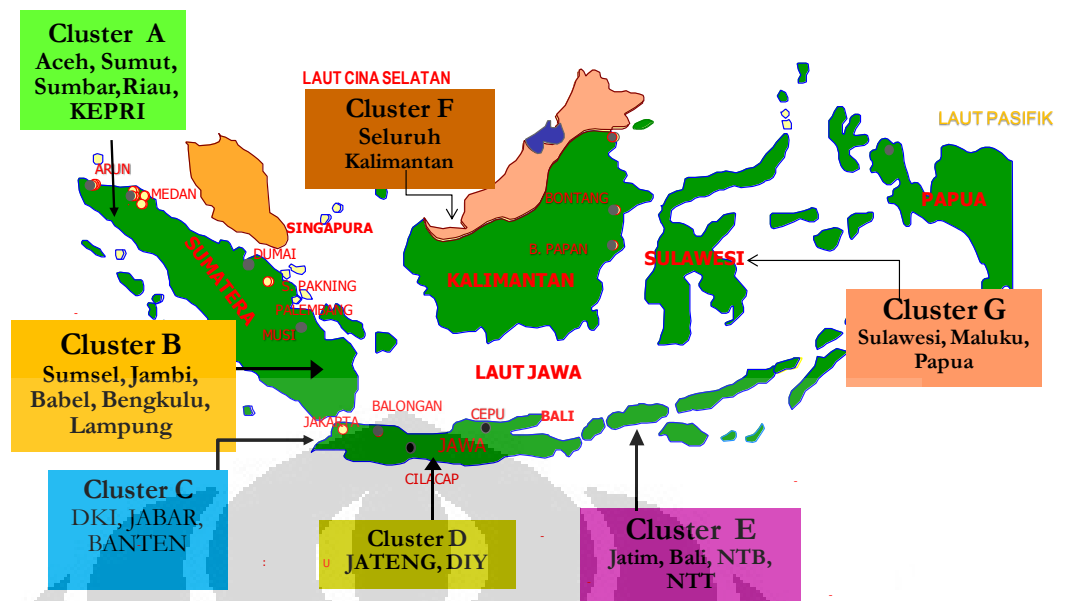 Cluster A
Aceh, Sumut,
Sumbar,Riau,
KEPRI
LAUT CINA SELATAN
Cluster F
Seluruh
Kalimantan
LAUT PASIFIK
ARUN
MEDAN
SINGAPURA
BONTANG
PAPUA
DUMAI
SUMATERA
B. PAPAN
SULAWESI
S. PAKNING
KALIMANTAN
PALEMBANG
MUSI
Cluster G
Sulawesi, Maluku,
Papua
Cluster B
Sumsel, Jambi,
Babel, Bengkulu,
Lampung
LAUT JAWA
BALONGAN
CEPU
BALI
JAKARTA
JAWA
CILACAP
Cluster C
DKI, JABAR,
BANTEN
Cluster D
JATENG, DIY
Cluster E
Jatim, Bali, NTB,
NTT
: U